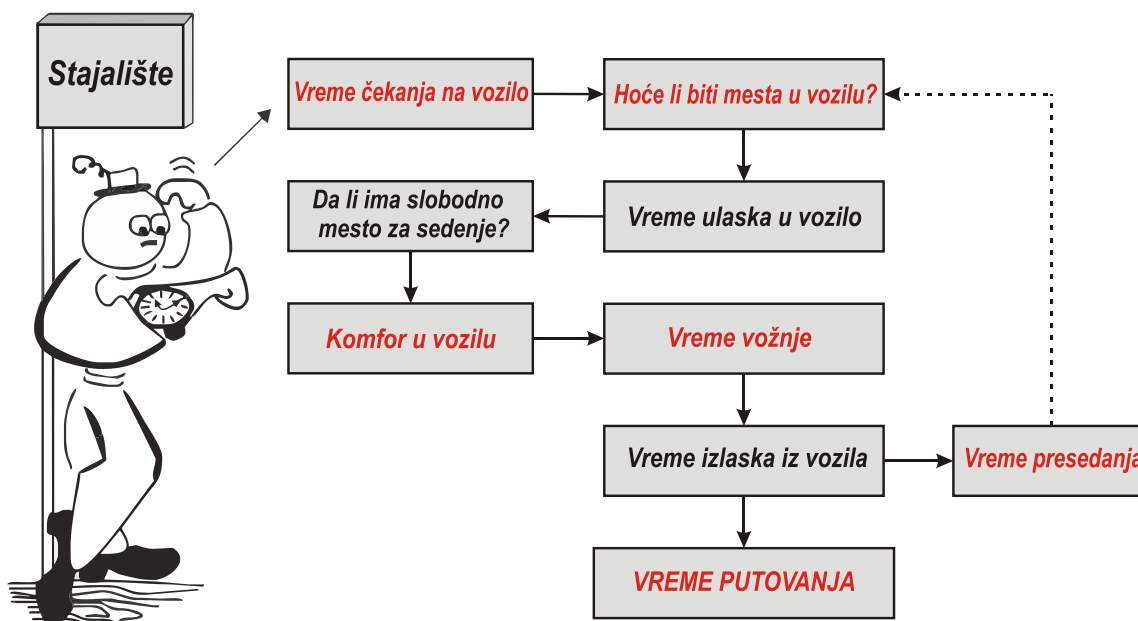 Stajalište
Vreme čekanja na vozilo
Hoće li biti mesta u vozilu?
Da li ima slobodno
mesto za sedenje?
Vreme ulaska u vozilo
Komfor u vozilu
Vreme vožnje
Vreme izlaska iz vozila
Vreme presedanja
VREME PUTOVANJA